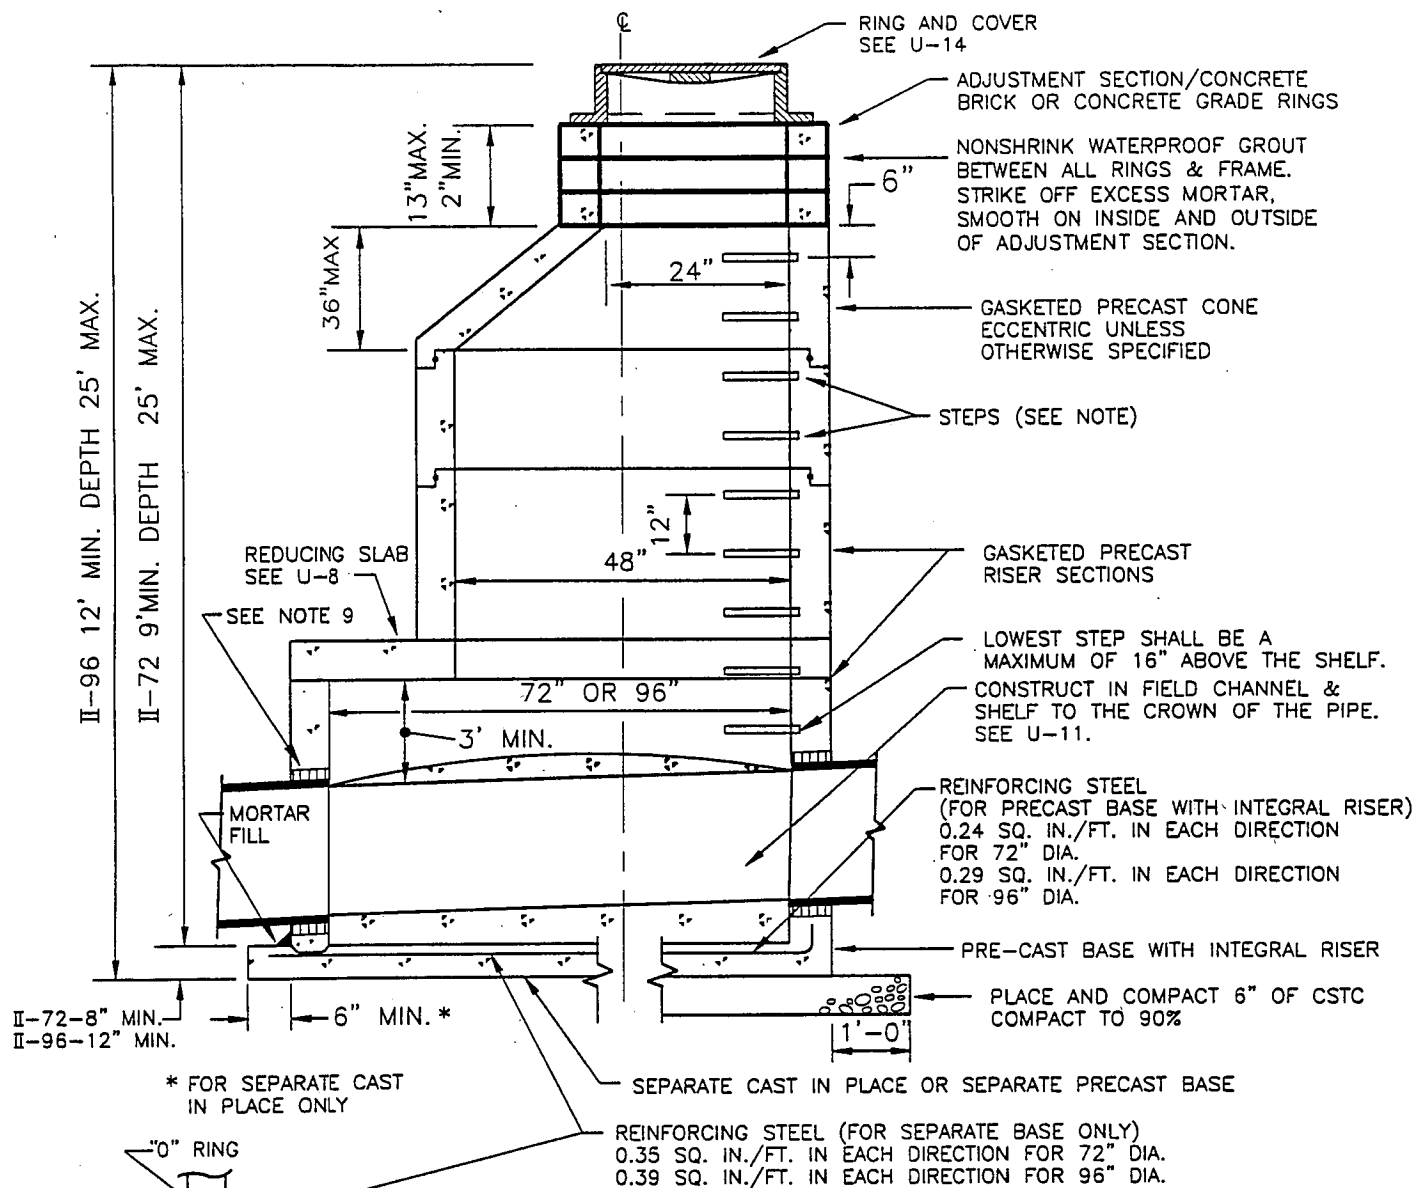 ℄
RING AND COVER
SEE U-14
ADJUSTMENT SECTION/CONCRETE
BRICK OR CONCRETE GRADE RINGS
NONSHRINK WATERPROOF GROUT
BETWEEN ALL RINGS & FRAME.
STRIKE OFF EXCESS MORTAR,
SMOOTH ON INSIDE AND OUTSIDE
OF ADJUSTMENT SECTION.
13"MAX.
2"MIN.
6"
36"MAX
24"
GASKETED PRECAST CONE
ECCENTRIC UNLESS
OTHERWISE SPECIFIED
STEPS (SEE NOTE)
II-96 12' MIN. DEPTH 25' MAX.
II-72 9'MIN. DEPTH 25' MAX.
12"
48"
REDUCING SLAB
SEE U-8
GASKETED PRECAST
RISER SECTIONS
SEE NOTE 9
LOWEST STEP SHALL BE A
MAXIMUM OF 16" ABOVE THE SHELF.
72" OR 96"
CONSTRUCT IN FIELD CHANNEL &
SHELF TO THE CROWN OF THE PIPE.
SEE U-11.
3' MIN.
MORTAR
FILL
REINFORCING STEEL
(FOR PRECAST BASE WITH INTEGRAL RISER)
0.24 SQ. IN./FT. IN EACH DIRECTION
FOR 72" DIA.
0.29 SQ. IN./FT. IN EACH DIRECTION
FOR 96" DIA.
PRE-CAST BASE WITH INTEGRAL RISER
PLACE AND COMPACT 6" OF CSTC
COMPACT TO 90%
II-72-8" MIN.
II-96-12" MIN.
6" MIN. *
1'-0"
* FOR SEPARATE CAST
IN PLACE ONLY
SEPARATE CAST IN PLACE OR SEPARATE PRECAST BASE
"O" RING
REINFORCING STEEL (FOR SEPARATE BASE ONLY)
0.35 SQ. IN./FT. IN EACH DIRECTION FOR 72" DIA.
0.39 SQ. IN./FT. IN EACH DIRECTION FOR 96" DIA.